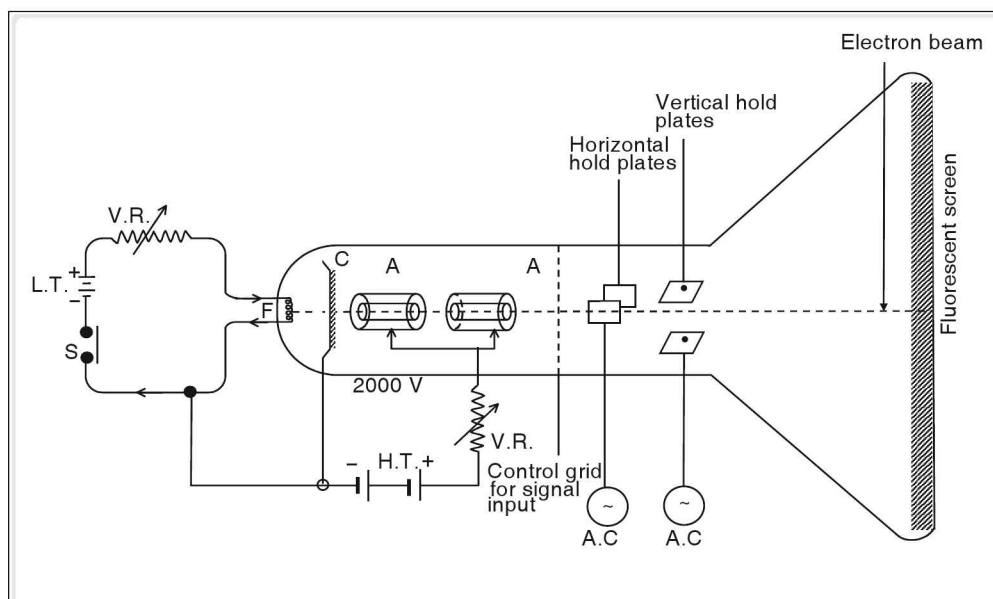 Electron beam
Vertical hold
plates
Horizontal
hold plates
V.R.
L.T.
+
−
S
F
C
A
A
2000 V
V.R.
− H.T. +
Control grid
for signal
input
~
A.C
~
A.C
Fluorescent screen